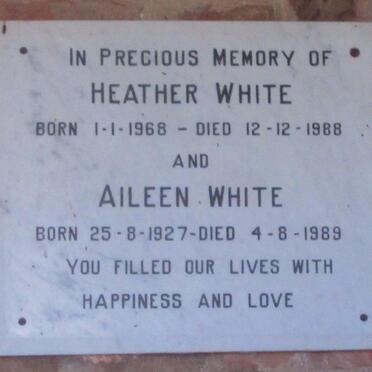 In Precious Memory of
Heather White
Born 1-1-1968 - Died 12-12-1988
and
Aileen White
Born 25-8-1927-Died 4-8-1989
You filled our lives with
happiness and love